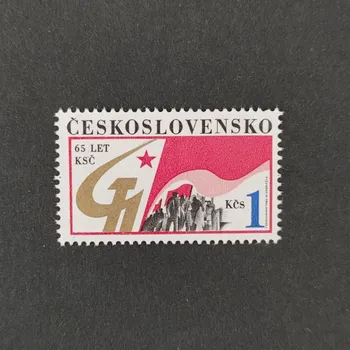 ČESKOSLOVENSKO
65 LET
KSČ
Kčs 1